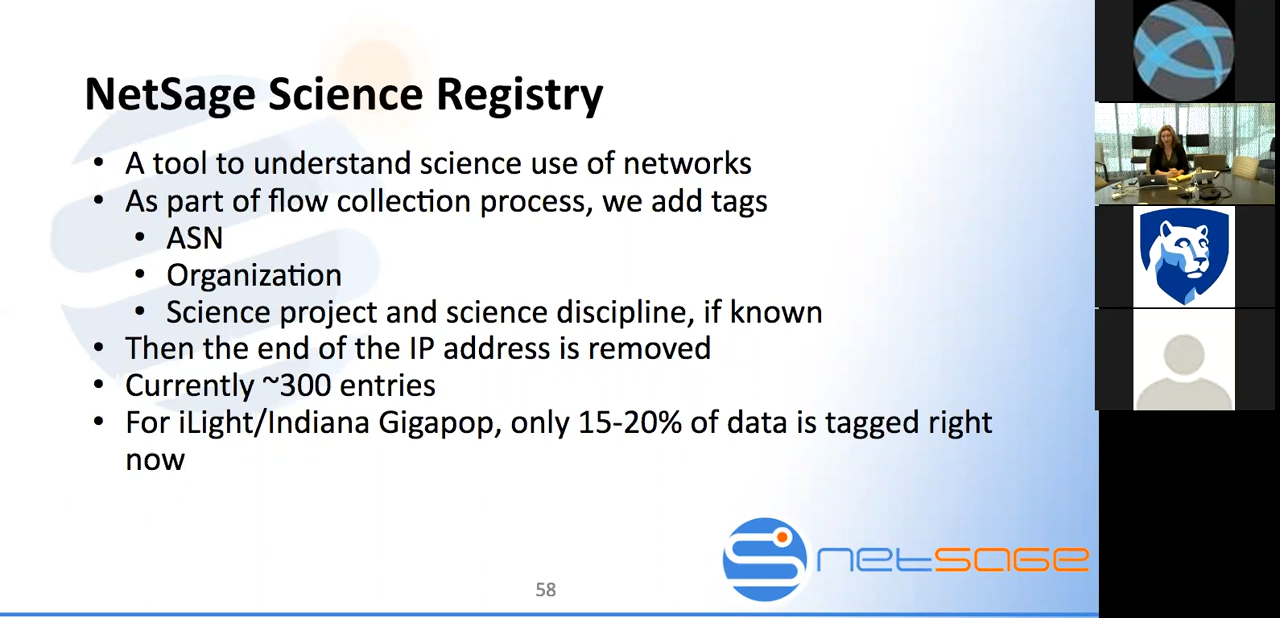 NetSage Science Registry
• A tool to understand science use of networks
• As part of flow collection process, we add tags
• ASN
• Organization
• Science project and science discipline, if known
• Then the end of the IP address is removed
• Currently ~300 entries
• For iLight/Indiana Gigapop, only 15-20% of data is tagged right
now
netsage
58